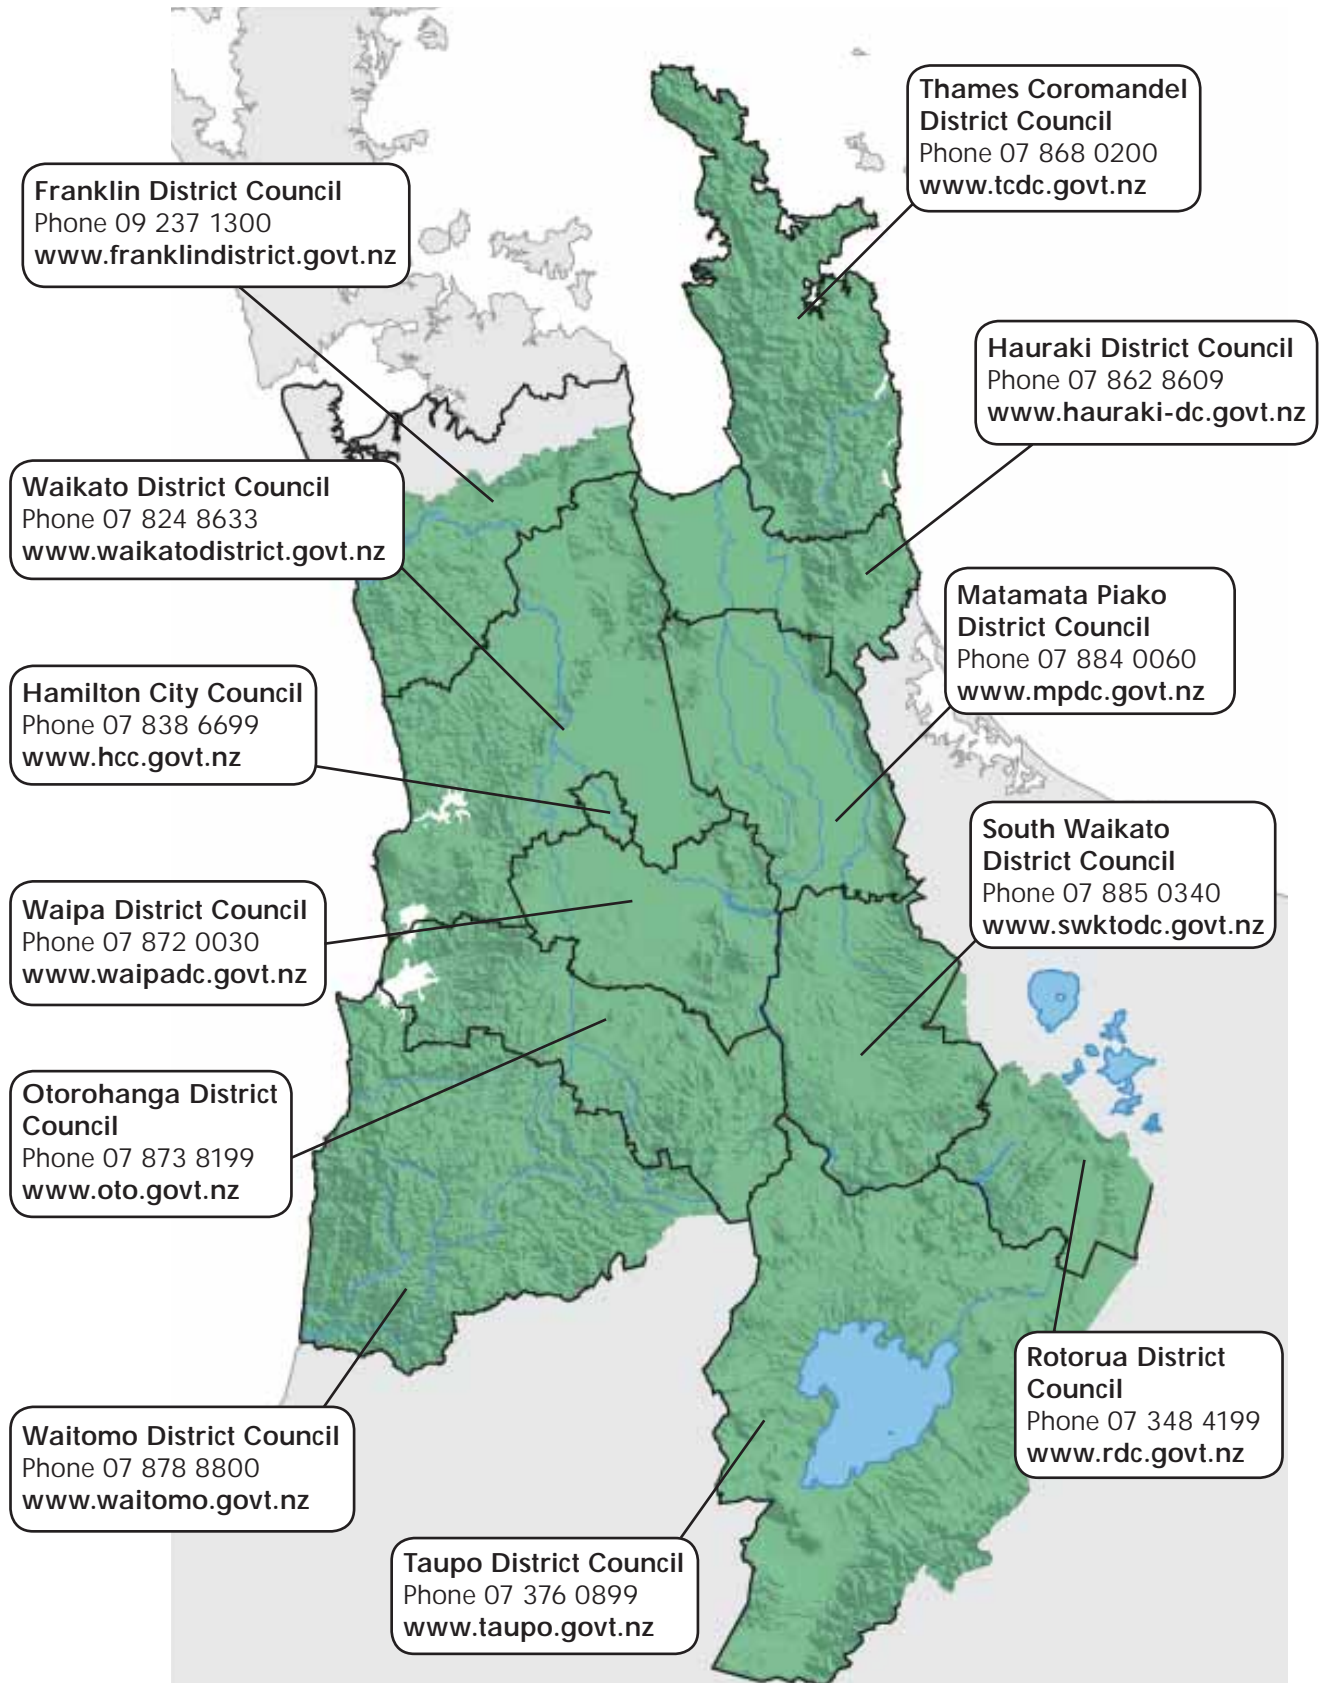 Thames Coromandel
District Council
Phone 07 868 0200
www.tcdc.govt.nz
Franklin District Council
Phone 09 237 1300
www.franklindistrict.govt.nz
Hauraki District Council
Phone 07 862 8609
www.hauraki-dc.govt.nz
Waikato District Council
Phone 07 824 8633
www.waikatodistrict.govt.nz
Matamata Piako
District Council
Phone 07 884 0060
www.mpdc.govt.nz
Hamilton City Council
Phone 07 838 6699
www.hcc.govt.nz
South Waikato
District Council
Phone 07 885 0340
www.swktodc.govt.nz
Waipa District Council
Phone 07 872 0030
www.waipadc.govt.nz
Otorohanga District
Council
Phone 07 873 8199
www.oto.govt.nz
Rotorua District
Council
Phone 07 348 4199
www.rdc.govt.nz
Waitomo District Council
Phone 07 878 8800
www.waitomo.govt.nz
Taupo District Council
Phone 07 376 0899
www.taupo.govt.nz